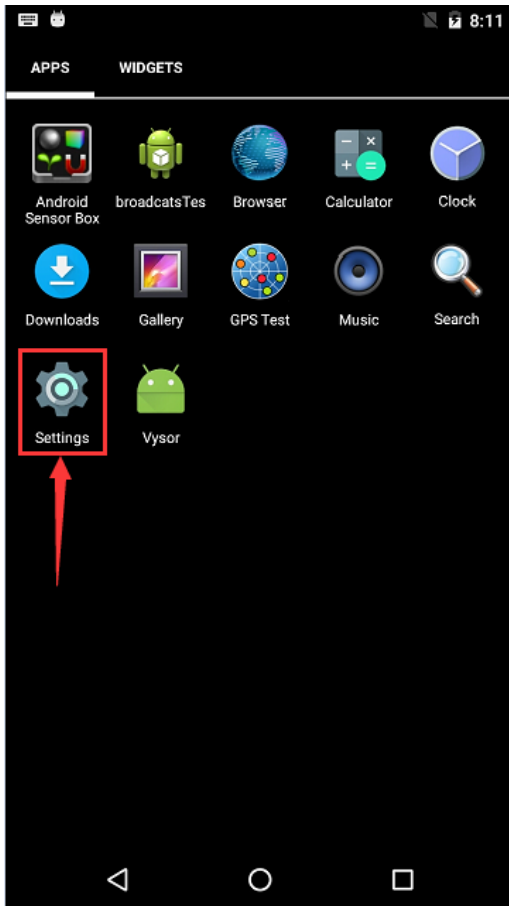 8:11
APPS WIDGETS
Android
Sensor Box
broadcatsTes
Browser
Calculator
Clock
Downloads
Gallery
GPS Test
Music
Search
Settings
Vysor